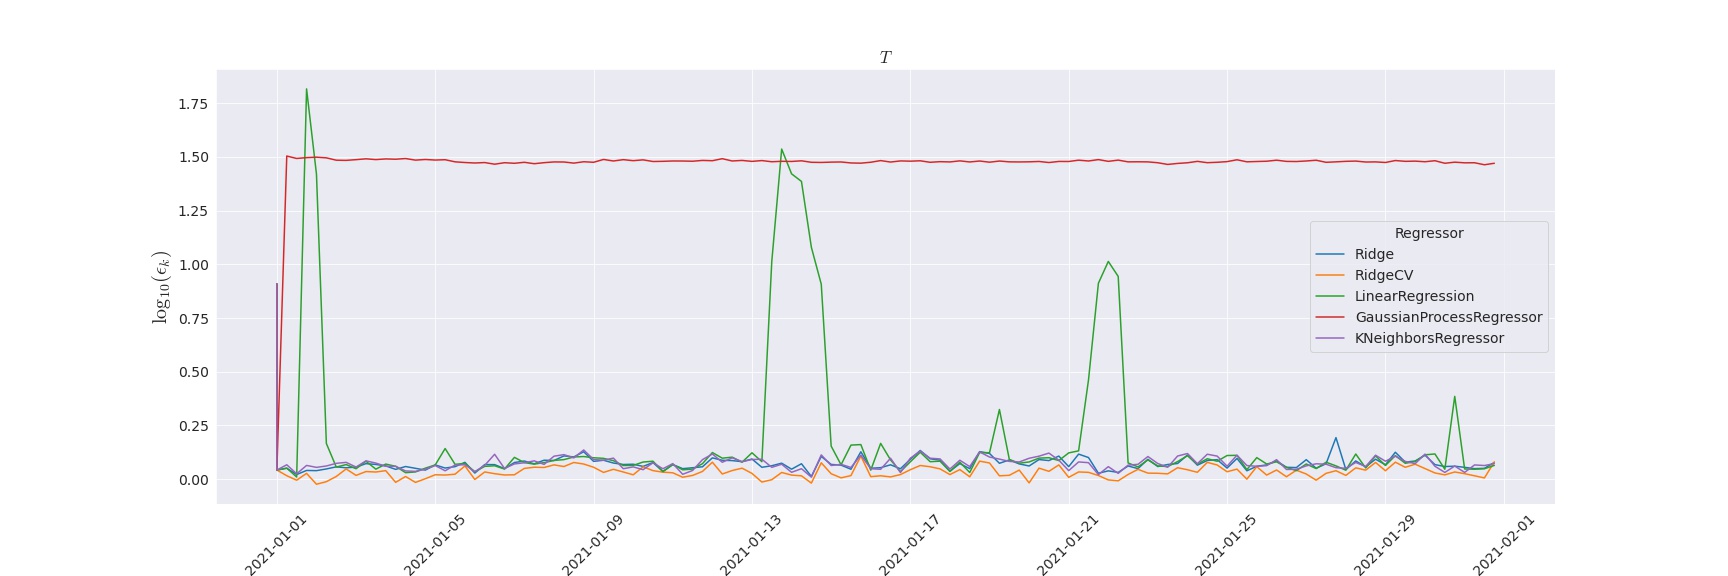 T
log10(ϵk)
1.75
1.50
1.25
1.00
0.75
0.50
0.25
0.00
2021-01-01
2021-01-05
2021-01-09
2021-01-13
2021-01-17
2021-01-21
2021-01-25
2021-01-29
2021-02-01
Regressor
Ridge
RidgeCV
LinearRegression
GaussianProcessRegressor
KNeighborsRegressor